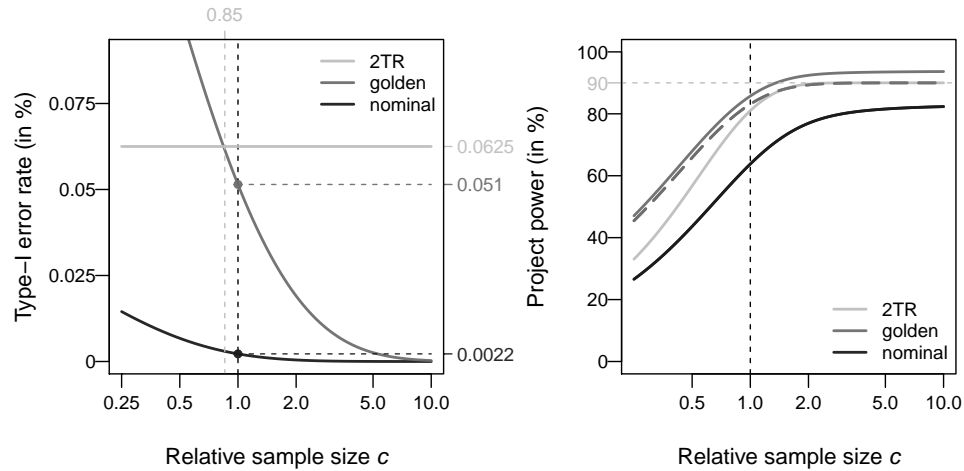 0.85
2TR
golden
nominal
0.075
0.05
0.025
0
Type−I error rate (in %)
0.0625
0.051
0.0022
0.25 0.5 1.0 2.0 5.0 10.0
Relative sample size c
100
90
80
60
40
20
0
Project power (in %)
2TR
golden
nominal
0.5 1.0 2.0 5.0 10.0
Relative sample size c